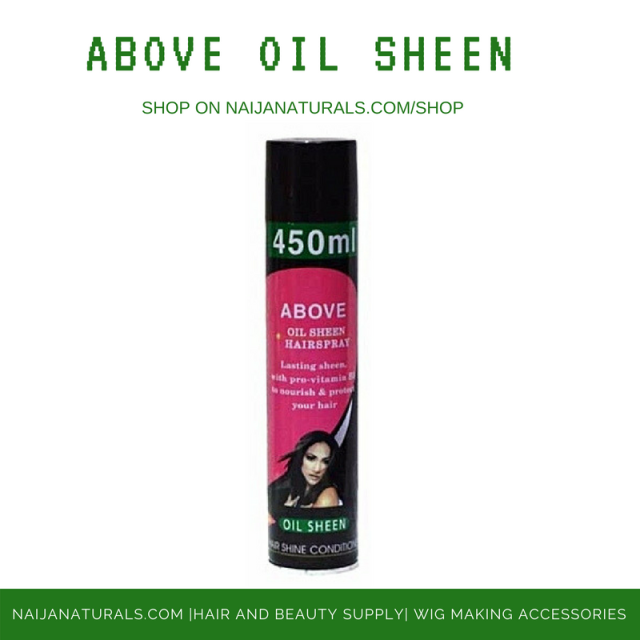 ABOVE OIL SHEEN
SHOP ON NAIJANATURALS.COM/SHOP
450ml
ABOVE
OIL SHEEN
HAIRSPRAY
Lasting sheen,
with pro-vitamin
to nourish & protect
your hair
OIL SHEEN
HAIR SHINE CONDITION
NAIJANATURALS.COM |HAIR AND BEAUTY SUPPLY| WIG MAKING ACCESSORIES